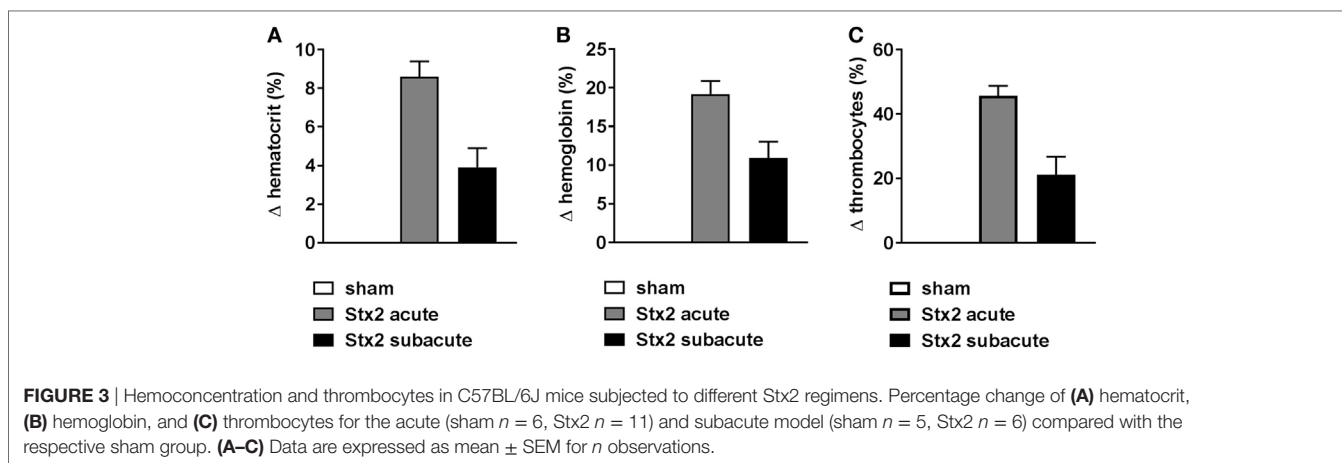 A
Δ hematocrit (%)
10
8
6
4
2
0
sham
Stx2 acute
Stx2 subacute
B
Δ hemoglobin (%)
25
20
15
10
5
0
sham
Stx2 acute
Stx2 subacute
C
Δ thrombocytes (%)
60
40
20
0
sham
Stx2 acute
Stx2 subacute
FIGURE 3 | Hemoconcentration and thrombocytes in C57BL/6J mice subjected to different Stx2 regimens. Percentage change of (A) hematocrit,
(B) hemoglobin, and (C) thrombocytes for the acute (sham n = 6, Stx2 n = 11) and subacute model (sham n = 5, Stx2 n = 6) compared with the
respective sham group. (A–C) Data are expressed as mean ± SEM for n observations.